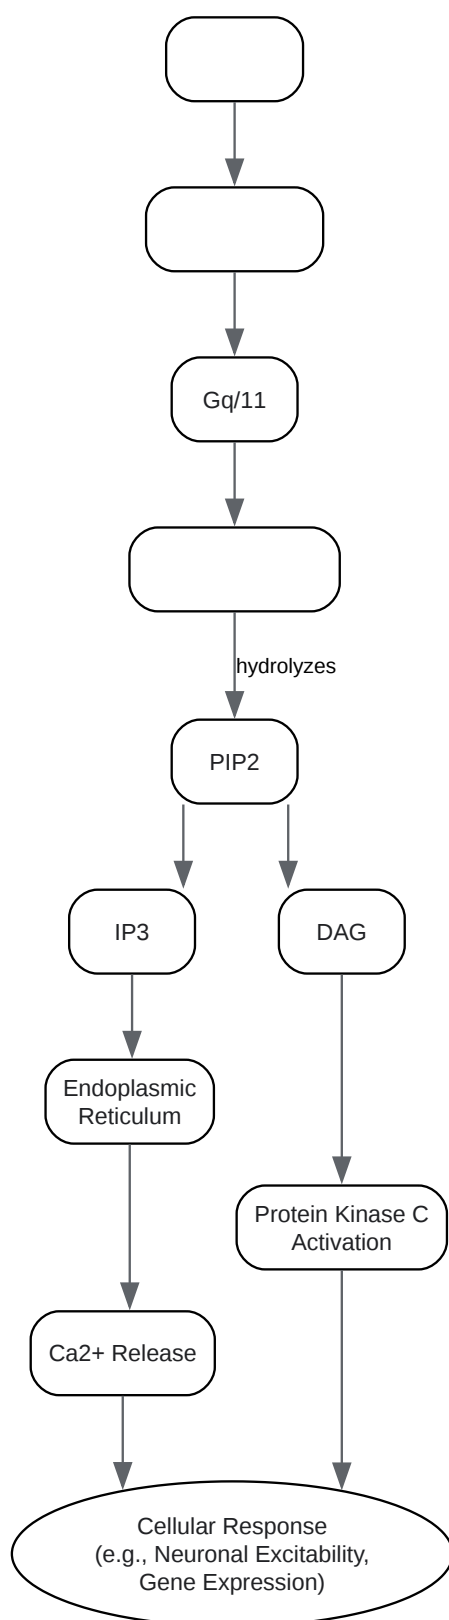 Gq/11
hydrolyzes
PIP2
IP3
DAG
Endoplasmic
Reticulum
Protein Kinase C
Activation
Ca2+ Release
Cellular Response
(e.g., Neuronal Excitability,
Gene Expression)